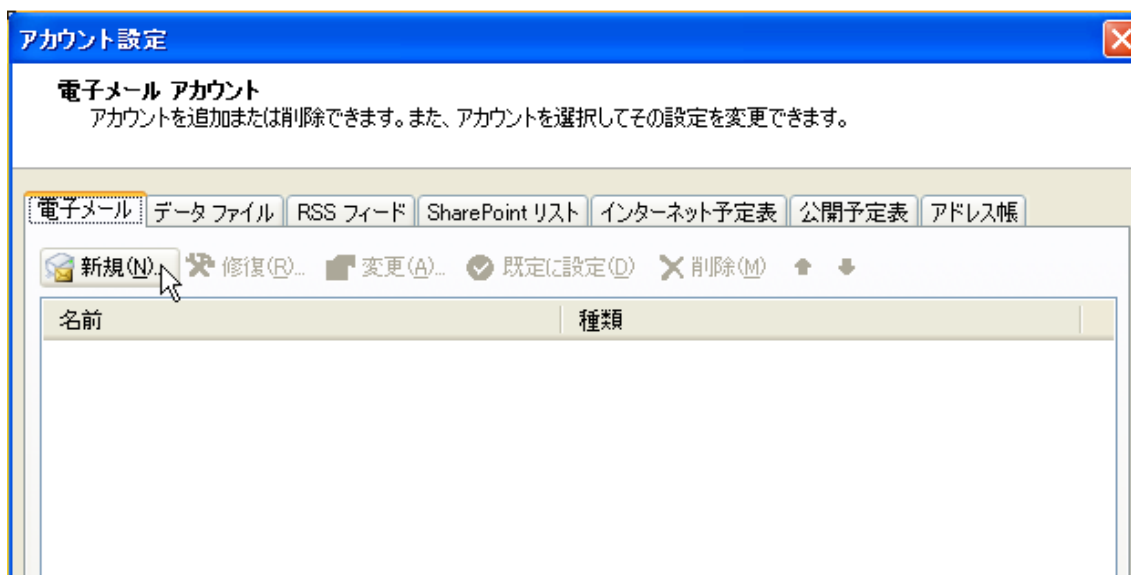 アカウント設定
電子メール アカウント
アカウントを追加または削除できます。また、アカウントを選択してその設定を変更できます。
電子メール データ ファイル RSS フィード SharePoint リスト インターネット予定表 公開予定表 アドレス帳
新規(N)... 修復(R)... 変更(A)... 既定に設定(D) 削除(M)
名前 種類